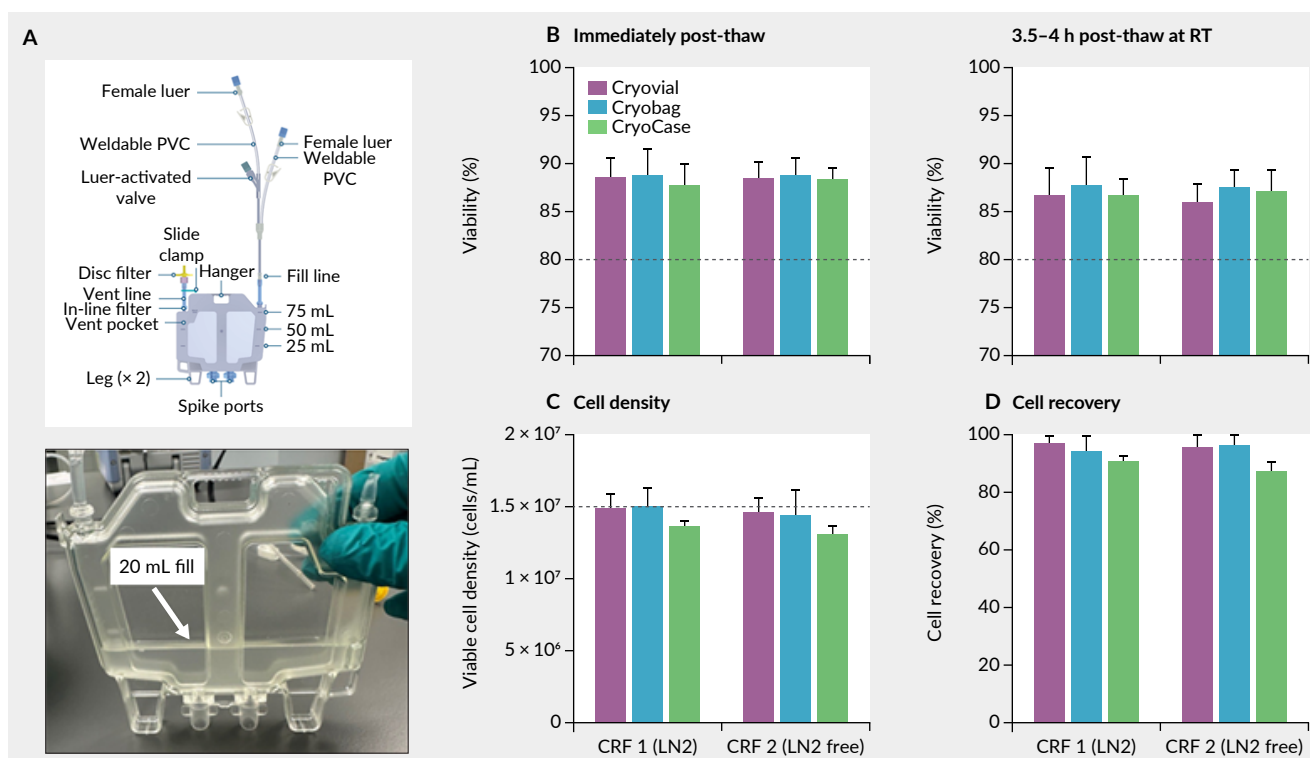 A
Female luer
Weldable PVC
Female luer
Weldable
PVC
Luer-activated
valve
Slide
clamp
Disc filter
Hanger
Fill line
Vent line
In-line filter
Vent pocket
75 mL
50 mL
25 mL
Leg (× 2)
Spike ports
20 mL fill
B Immediately post-thaw
Viability (%)
100
95
90
85
80
75
70
Cryovial
Cryobag
CryoCase
3.5–4 h post-thaw at RT
Viability (%)
100
95
90
85
80
75
70
C Cell density
Viable cell density (cells/mL)
2 × 10⁷
1.5 × 10⁷
1 × 10⁷
5 × 10⁶
0
CRF 1 (LN2) CRF 2 (LN2 free)
D Cell recovery
Cell recovery (%)
100
80
60
40
20
0
CRF 1 (LN2) CRF 2 (LN2 free)